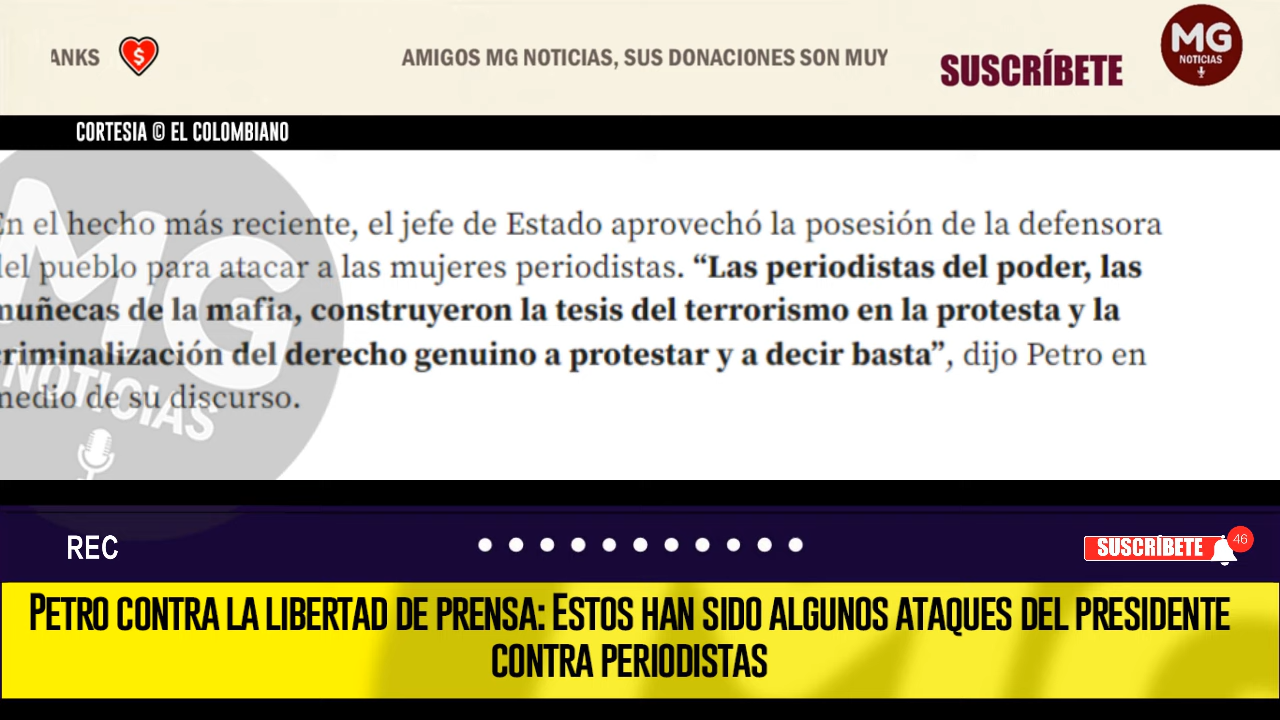 ANKS
AMIGOS MG NOTICIAS, SUS DONACIONES SON MUY
SUSCRÍBETE
MG
NOTICIAS
CORTESIA © EL COLOMBIANO
En el hecho más reciente, el jefe de Estado aprovechó la posesión de la defensora
del pueblo para atacar a las mujeres periodistas. “Las periodistas del poder, las
muñecas de la mafia, construyeron la tesis del terrorismo en la protesta y la
criminalización del derecho genuino a protestar y a decir basta”, dijo Petro en
medio de su discurso.
MG
NOTICIAS
REC
SUSCRÍBETE
46
PETRO CONTRA LA LIBERTAD DE PRENSA: ESTOS HAN SIDO ALGUNOS ATAQUES DEL PRESIDENTE
CONTRA PERIODISTAS